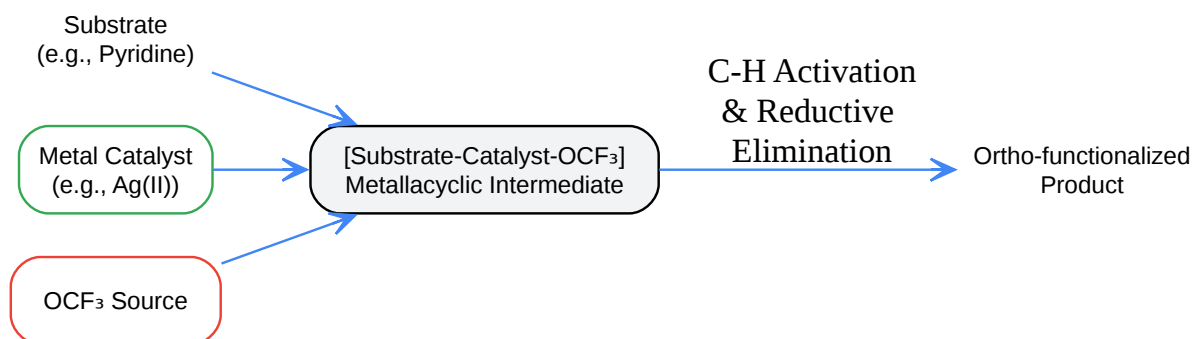 Substrate
(e.g., Pyridine)
Metal Catalyst
(e.g., Ag(II))
OCF₃ Source
[Substrate-Catalyst-OCF₃]
Metallacyclic Intermediate
C-H Activation
& Reductive
Elimination
Ortho-functionalized
Product